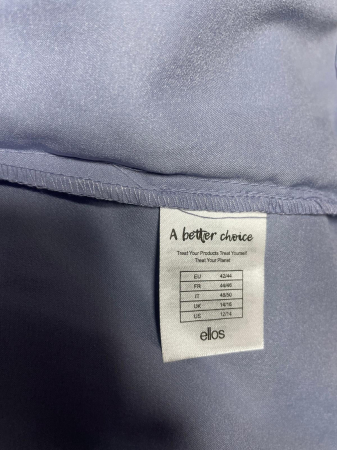 A better choice
Treat Your Products Treat Yourself
Treat Your Planet
EU 42/44
FR 44/46
IT 48/50
UK 16/18
US 12/14
ellos